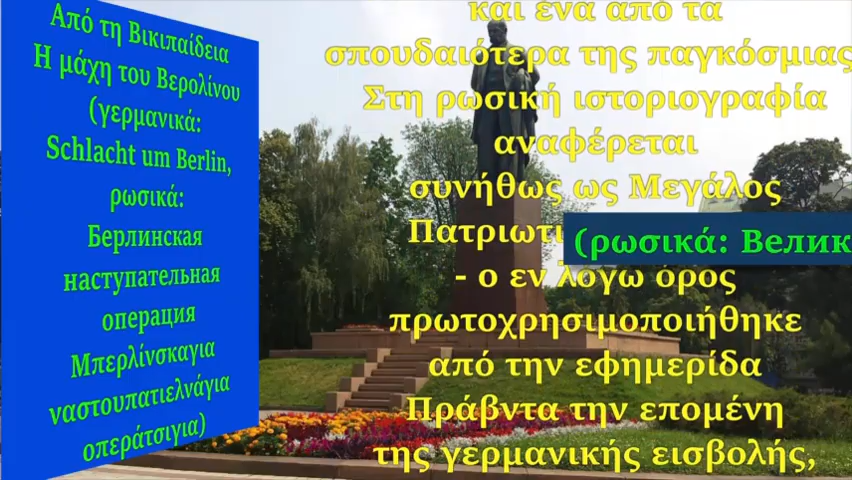 Από τη Βικιπαίδεια
Η μάχη του Βερολίνου
(γερμανικά:
Schlacht um Berlin,
ρωσικά:
Берлинская
наступательная
операция
Μπερλίνσκαγια
ναστουπατιελνάγια
οπεράτσιγια)
και ένα από τα
σπουδαιότερα της παγκόσμιας
Στη ρωσική ιστοριογραφία
αναφέρεται
συνήθως ως Μεγάλος
(ρωσικά: Велик
- ο εν λόγω όρος
πρωτοχρησιμοποιήθηκε
από την εφημερίδα
Πράβντα την επομένη
της γερμανικής εισβολής,